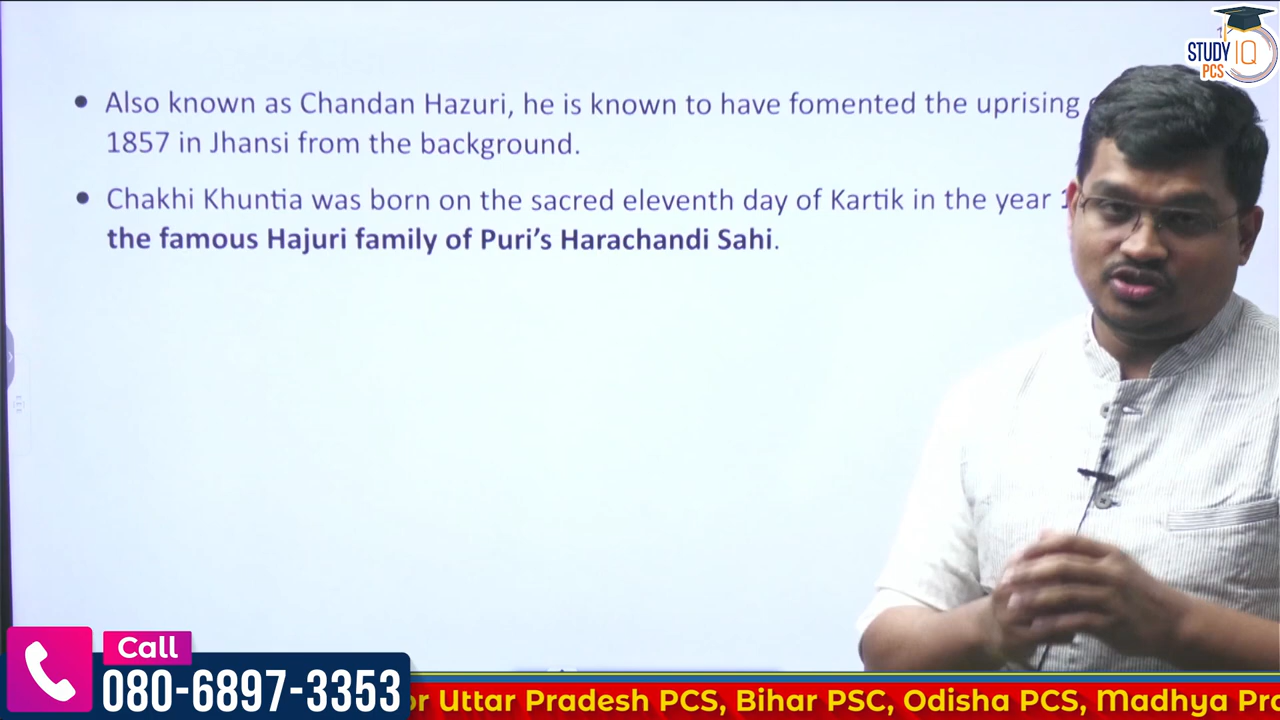 STUDY IQ
PCS
• Also known as Chandan Hazuri, he is known to have fomented the uprising
1857 in Jhansi from the background.
• Chakhi Khuntia was born on the sacred eleventh day of Kartik in the year
the famous Hajuri family of Puri's Harachandi Sahi.
Call
080-6897-3353
Uttar Pradesh PCS, Bihar PSC, Odisha PCS, Madhya